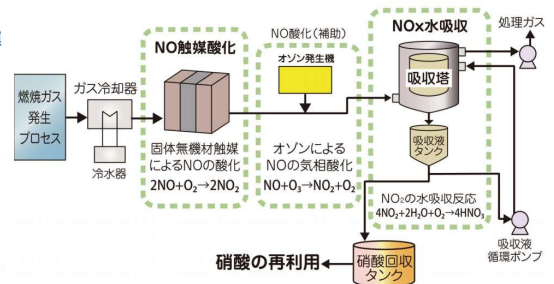 燃焼ガス
発生
プロセス
ガス冷却器
冷水器
NO触媒酸化
固体無機材触媒
によるNOの酸化
2NO+O₂→2NO₂
NO酸化(補助)
オゾン発生機
オゾンによる
NOの気相酸化
NO+O₃→NO₂+O₂
NOx水吸収
吸収塔
吸収液
タンク
NO₂の水吸収反応
4NO₂+2H₂O+O₂→4HNO₃
処理ガス
吸収液
循環ポンプ
硝酸回収
タンク
硝酸の再利用